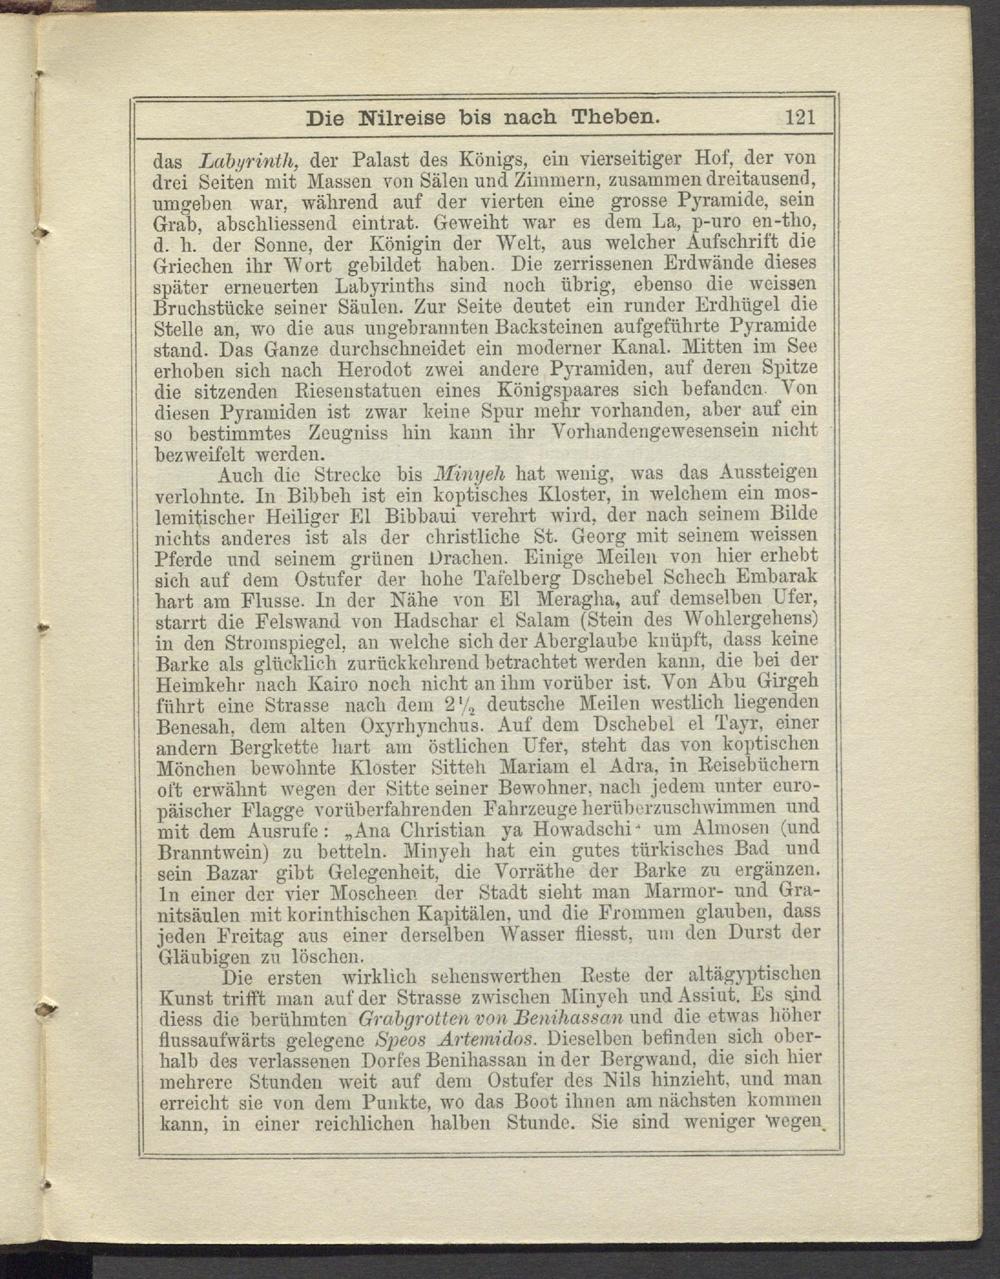 Die Nilreise bis nach Theben. 121
das Labyrinth, der Palast des Königs, ein vierseitiger Hof, der von
drei Seiten mit Massen von Sälen und Zimmern, zusammen dreitausend,
umgeben war, während auf der vierten eine grosse Pyramide, sein
Grab, abschliessend eintrat. Geweiht war es dem La, p-uro en-tho,
d. h. der Sonne, der Königin der Welt, aus welcher Aufschrift die
Griechen ihr Wort gebildet haben. Die zerrissenen Erdwände dieses
später erneuerten Labyrinths sind noch übrig, ebenso die weissen
Bruchstücke seiner Säulen. Zur Seite deutet ein runder Erdhügel die
Stelle an, wo die aus ungebrannten Backsteinen aufgeführte Pyramide
stand. Das Ganze durchschneidet ein moderner Kanal. Mitten im See
erhoben sich nach Herodot zwei andere Pyramiden, auf deren Spitze
die sitzenden Riesenstatuen eines Königspaares sich befanden. Von
diesen Pyramiden ist zwar keine Spur mehr vorhanden, aber auf ein
so bestimmtes Zeugniss hin kann ihr Vorhandengewesensein nicht
bezweifelt werden.
Auch die Strecke bis Minyeh hat wenig, was das Aussteigen
verlohnte. In Bibbeh ist ein koptisches Kloster, in welchem ein mos-
lemitischer Heiliger El Bibbaui verehrt wird, der nach seinem Bilde
nichts anderes ist als der christliche St. Georg mit seinem weissen
Pferde und seinem grünen Drachen. Einige Meilen von hier erhebt
sich auf dem Ostufer der hohe Tafelberg Dschebel Schech Embarak
hart am Flusse. In der Nähe von El Meragha, auf demselben Ufer,
starrt die Felswand von Hadschar el Salam (Stein des Wohlergehens)
in den Stromspiegel, an welche sich der Aberglaube knüpft, dass keine
Barke als glücklich zurückkehrend betrachtet werden kann, die bei der
Heimkehr nach Kairo noch nicht an ihm vorüber ist. Von Abu Girgeh
führt eine Strasse nach dem 2½ deutsche Meilen westlich liegenden
Benesah, dem alten Oxyrhynchus. Auf dem Dschebel el Tayr, einer
andern Bergkette hart am östlichen Ufer, steht das von koptischen
Mönchen bewohnte Kloster Sitteh Mariam el Adra, in Reisebüchern
oft erwähnt wegen der Sitte seiner Bewohner, nach jedem unter euro-
päischer Flagge vorüberfahrenden Fahrzeuge herüberzuschwimmen und
mit dem Ausrufe: „Ana Christian ya Howadschi“ um Almosen (und
Branntwein) zu betteln. Minyeh hat ein gutes türkisches Bad und
sein Bazar gibt Gelegenheit, die Vorräthe der Barke zu ergänzen.
In einer der vier Moscheen der Stadt sieht man Marmor- und Gra-
nitsäulen mit korinthischen Kapitälen, und die Frommen glauben, dass
jeden Freitag aus einer derselben Wasser fliesst, um den Durst der
Gläubigen zu löschen.
Die ersten wirklich sehenswerthen Reste der altägyptischen
Kunst trifft man auf der Strasse zwischen Minyeh und Assiut. Es sind
diess die berühmten Grabgrotten von Benihassan und die etwas höher
flussaufwärts gelegene Speos Artemidos. Dieselben befinden sich ober-
halb des verlassenen Dorfes Benihassan in der Bergwand, die sich hier
mehrere Stunden weit auf dem Ostufer des Nils hinzieht, und man
erreicht sie von dem Punkte, wo das Boot ihnen am nächsten kommen
kann, in einer reichlichen halben Stunde. Sie sind weniger wegen